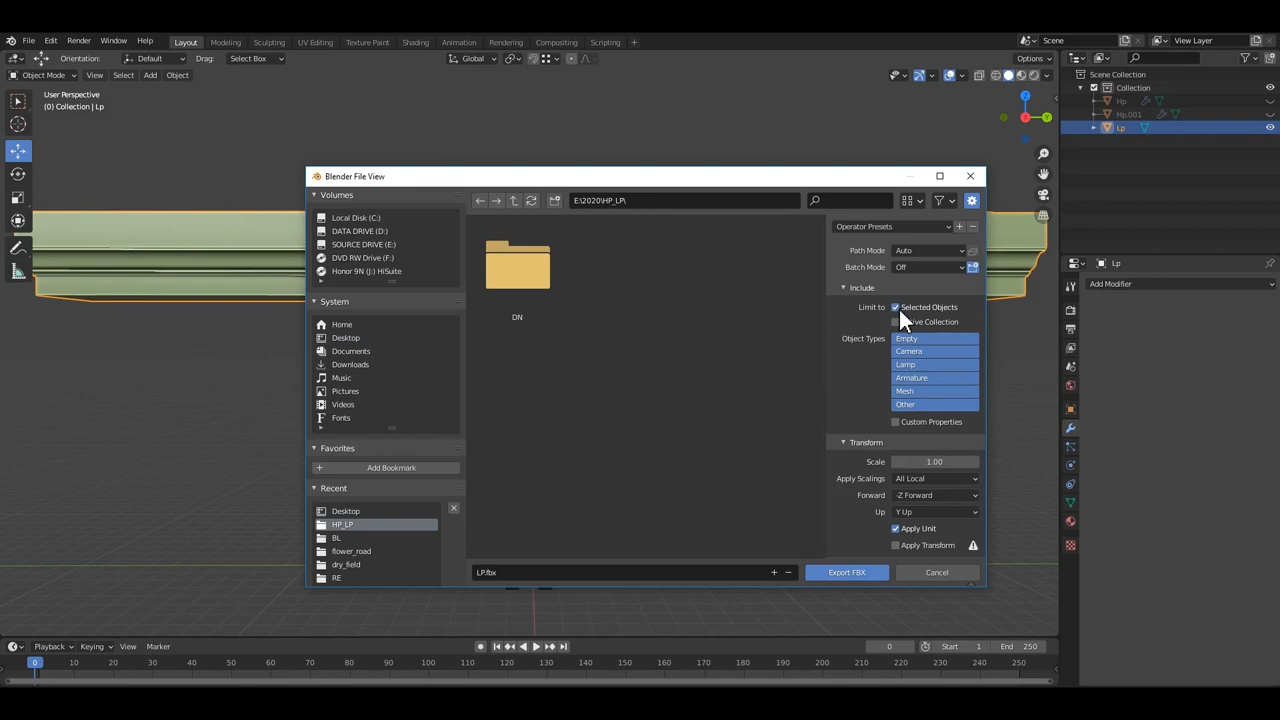 File Edit Render Window Help Layout Modeling Sculpting UV Editing Texture Paint Shading Animation Rendering Compositing Scripting + Scene View Layer
Orientation: Default Drag: Select Box Global Options
Object Mode View Select Add Object
User Perspective
(0) Collection | Lp
Scene Collection
Collection
Hp
Hp.001
Lp
Z
Y
X
Blender File View
Volumes
Local Disk (C:)
DATA DRIVE (D:)
SOURCE DRIVE (E:)
DVD RW Drive (F:)
Honor 9N (J:) HiSuite
System
Home
Desktop
Documents
Downloads
Music
Pictures
Videos
Fonts
Favorites
+ Add Bookmark
Recent
Desktop
HP_LP
BL
flower_road
dry_field
RE
E:\2020\HP_LP\
DN
LP.fbx + −
Operator Presets + −
Path Mode Auto
Batch Mode Off
Include
Limit to Selected Objects
ive Collection
Object Types Empty
Camera
Lamp
Armature
Mesh
Other
Custom Properties
Transform
Scale 1.00
Apply Scalings All Local
Forward -Z Forward
Up Y Up
Apply Unit
Apply Transform
Export FBX Cancel
Lp
Add Modifier
Playback Keying View Marker 0 Start 1 End 250
0 10 20 30 40 50 60 70 80 90 100 110 120 130 140 150 160 170 180 190 200 210 220 230 240 250